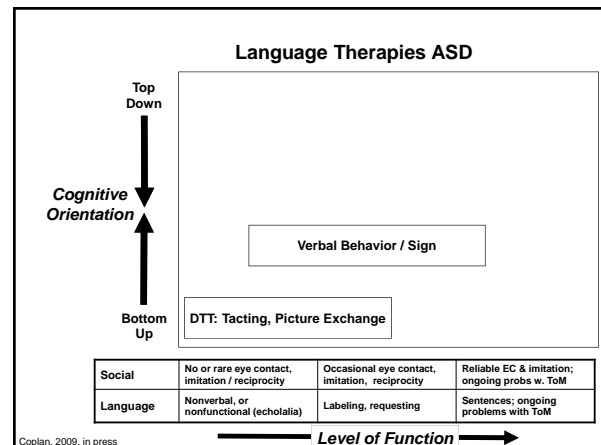 Language Therapies ASD
Top
Down
Cognitive
Orientation
Verbal Behavior / Sign
DTT: Tacting, Picture Exchange
Bottom
Up
Social
No or rare eye contact,
imitation / reciprocity
Occasional eye contact,
imitation, reciprocity
Reliable EC & imitation;
ongoing probs w. ToM
Language
Nonverbal, or
nonfunctional (echolalia)
Labeling, requesting
Sentences; ongoing
problems with ToM
Coplan, 2009, in press
Level of Function